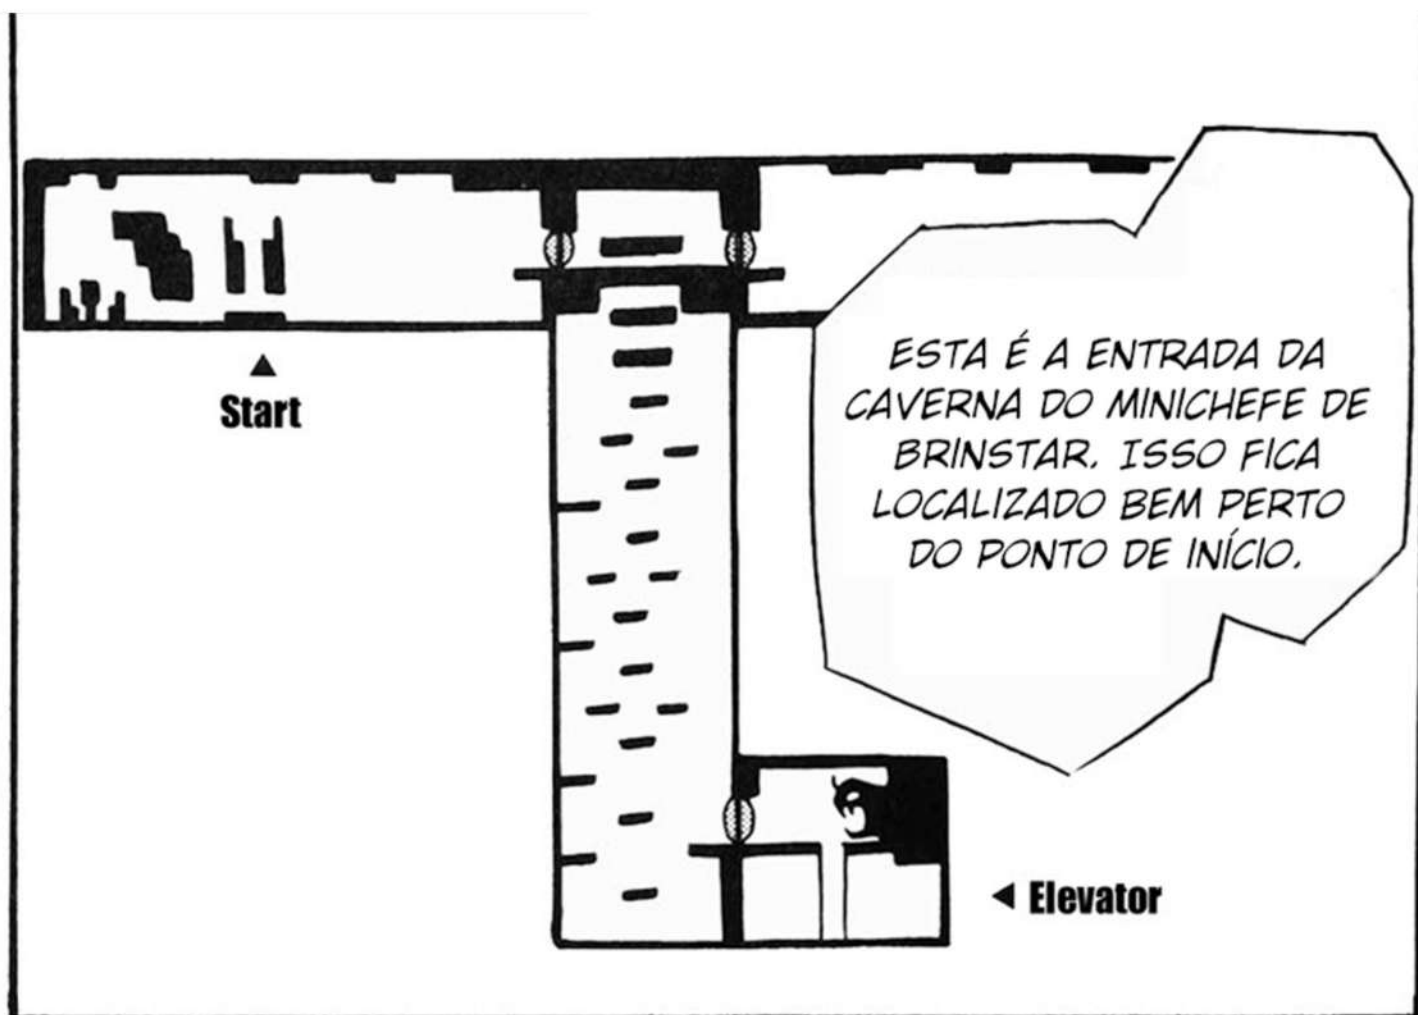 ESTA É A ENTRADA DA
CAVERNA DO MINICHEFE DE
BRINSTAR. ISSO FICA
LOCALIZADO BEM PERTO
DO PONTO DE INÍCIO.
Start
Elevator